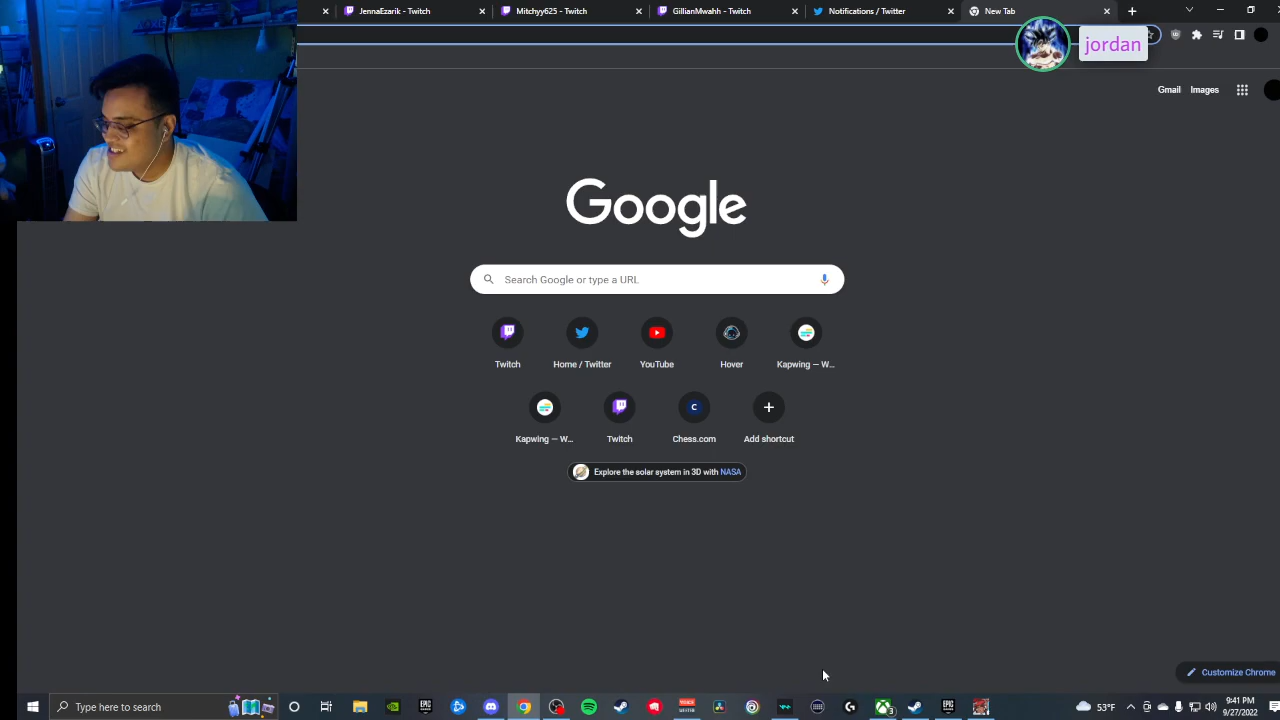 JennaEzarik - Twitch
Mitchyy625 - Twitch
GillianMwahh - Twitch
Notifications / Twitter
New Tab
jordan
Gmail
Images
Google
Search Google or type a URL
Twitch
Home / Twitter
YouTube
Hover
Kapwing — W...
Kapwing — W...
Twitch
Chess.com
Add shortcut
Explore the solar system in 3D with NASA
Customize Chrome
Type here to search
53°F
9:41 PM
9/27/2022